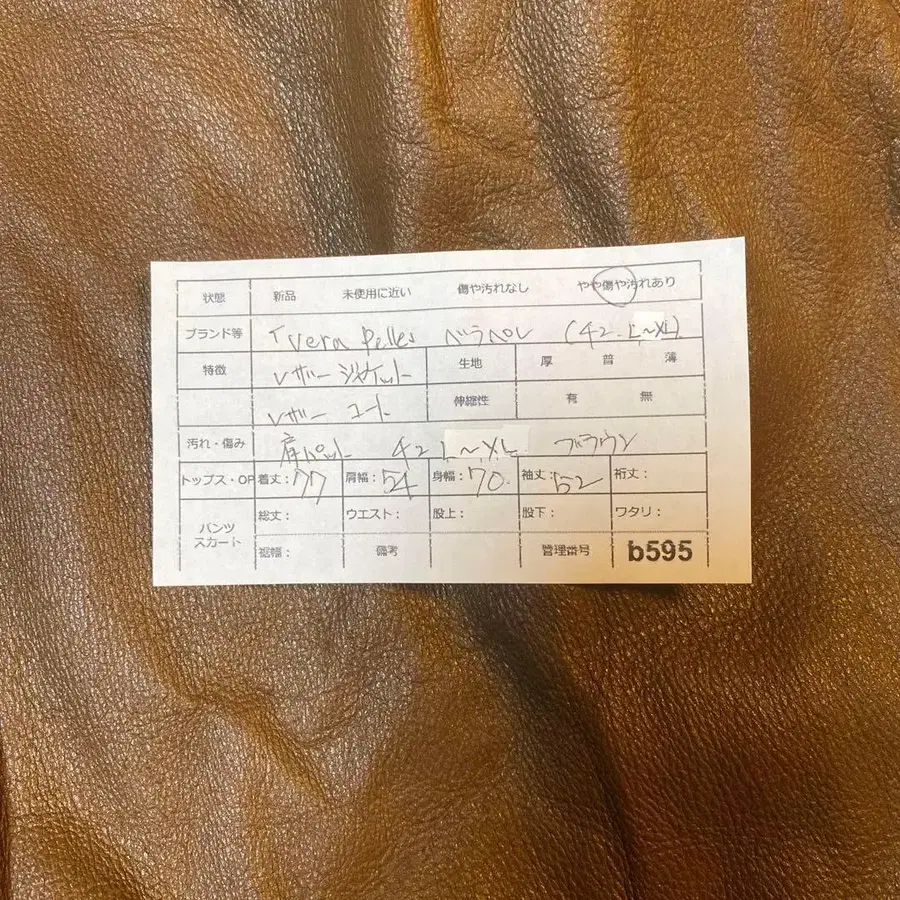 状態 新品 未使用に近い 傷や汚れなし やや傷や汚れあり
ブランド等 Vera Pelles ベラペレ (42. L〜XL)
特徴 レザー ジャケット 生地 厚 普 薄
レザー コート 伸縮性 有 無
汚れ・傷み 肩パット 42 L〜XL ブラウン
トップス・OP 着丈:77 肩幅:54 身幅:70. 袖丈:52 裄丈:
パンツ スカート 総丈: ウエスト: 股上: 股下: ワタリ:
裾幅: 備考 管理番号 b595